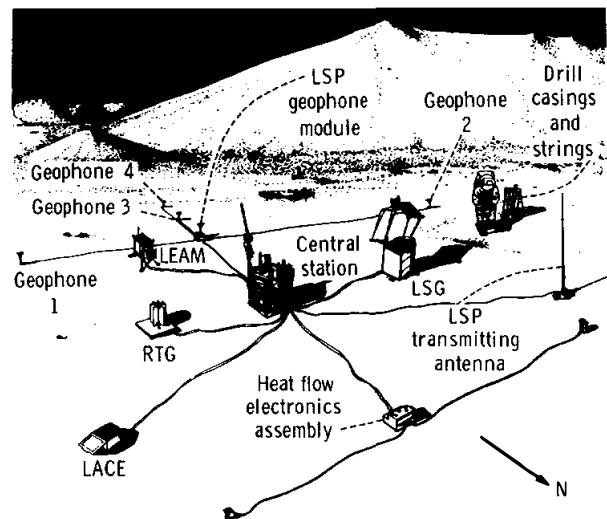 LSP
geophone
module
Geophone
2
Drill
casings
and
strings
Geophone 4
Geophone 3
LEAM
Central
station
Geophone
1
LSG
RTG
LSP
transmitting
antenna
Heat flow
electronics
assembly
LACE
N